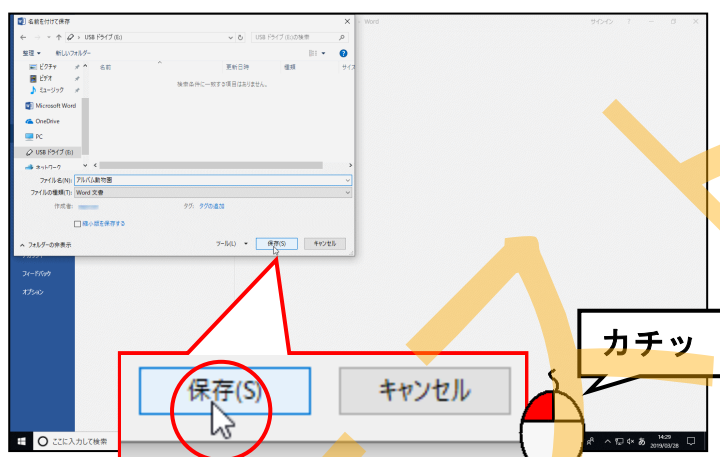 名前を付けて保存
Word
サインイン ? － □ ×
USB ドライブ (E:)
USB ドライブ (E:)の検索
整理 新しいフォルダー
名前 更新日時 種類 サイズ
ピクチャ
ビデオ
検索条件に一致する項目はありません。
ミュージック
Microsoft Word
OneDrive
PC
USB ドライブ (E:)
ネットワーク
ファイル名(N): アルバム動物園
ファイルの種類(T): Word 文書
作成者:
タグ: タグの追加
縮小版を保存する
フォルダーの非表示
ツール(L) 保存(S) キャンセル
フィードバック
オプション
カチッ
保存(S) キャンセル
ここに入力して検索
あ
14:29
2019/03/28